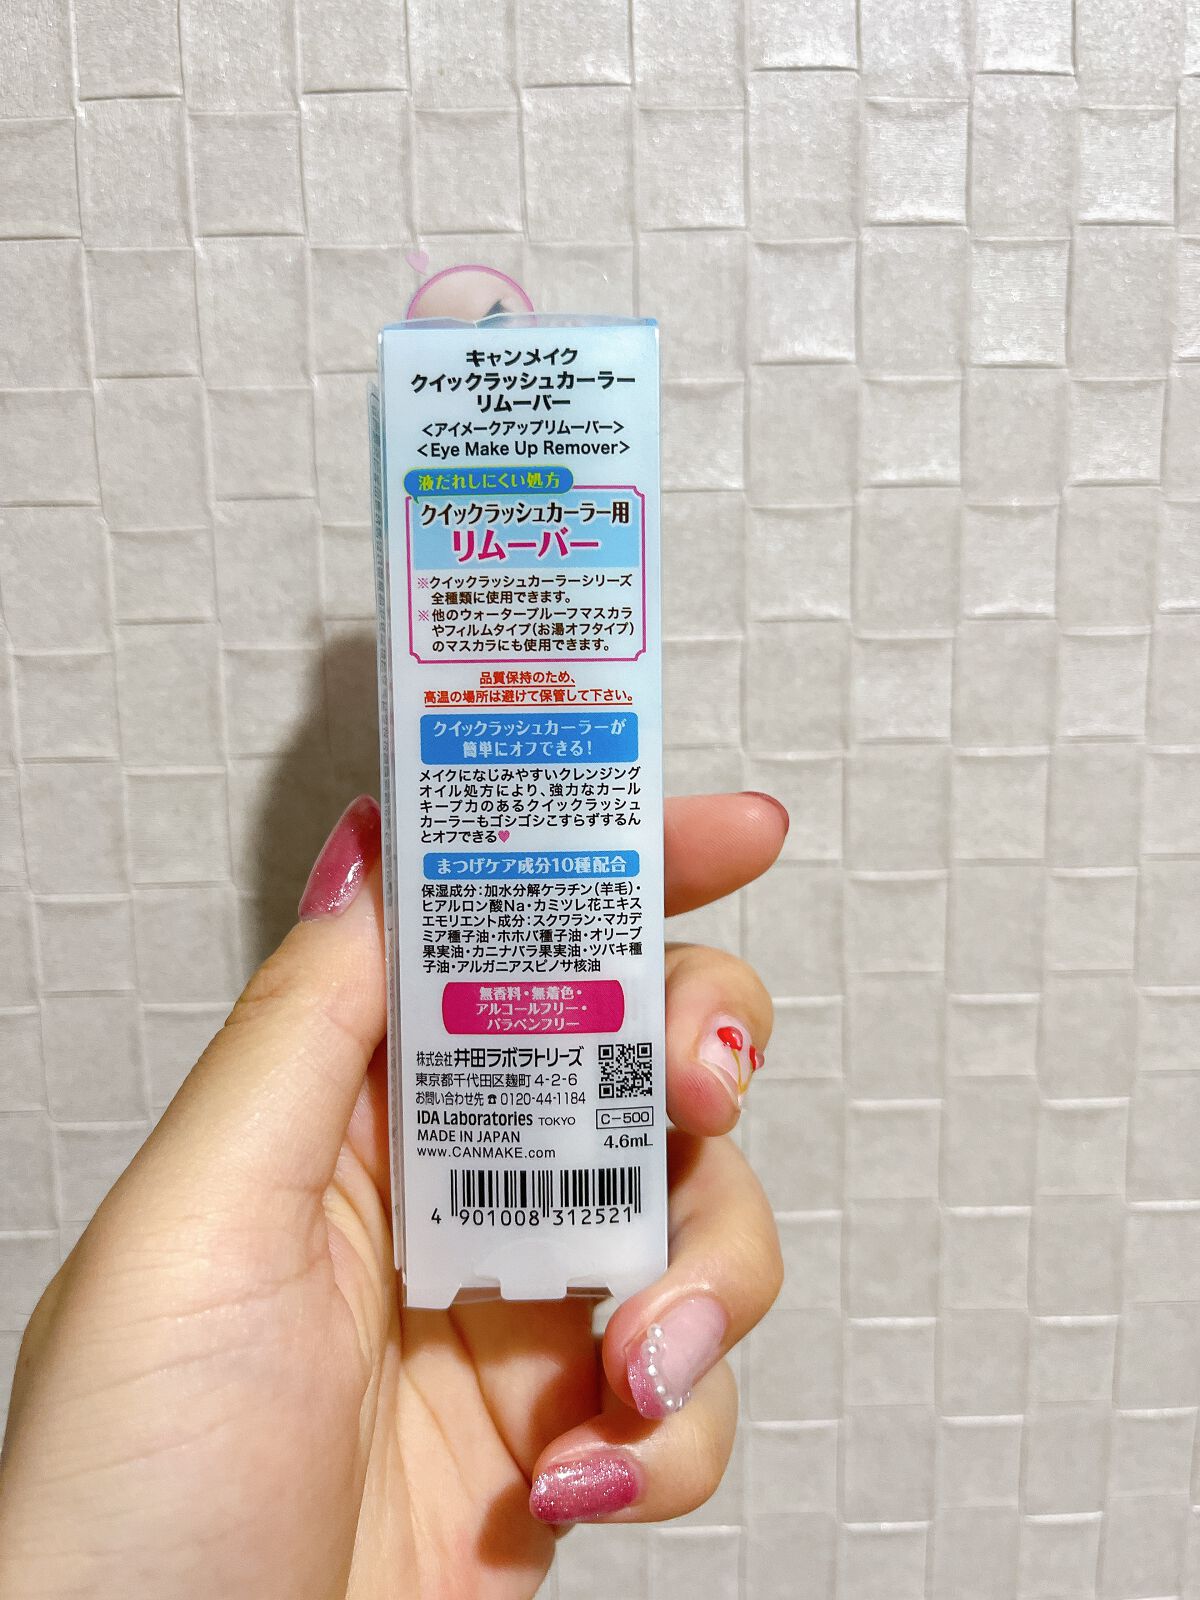 キャンメイク
クイックラッシュカーラー
リムーバー
<アイメークアップリムーバー>
<Eye Make Up Remover>
液だれしにくい処方
クイックラッシュカーラー用
リムーバー
※クイックラッシュカーラーシリーズ
全種類に使用できます。
※他のウォータープルーフマスカラ
やフィルムタイプ(お湯オフタイプ)
のマスカラにも使用できます。
品質保持のため、
高温の場所は避けて保管して下さい。
クイックラッシュカーラーが
簡単にオフできる!
メイクになじみやすいクレンジング
オイル処方により、強力なカール
キープ力のあるクイックラッシュ
カーラーもゴシゴシこすらずするん
とオフできる♥
まつげケア成分10種配合
保湿成分:加水分解ケラチン(羊毛)・
ヒアルロン酸Na・カミツレ花エキス
エモリエント成分:スクワラン・マカデ
ミア種子油・ホホバ種子油・オリーブ
果実油・カニナバラ果実油・ツバキ種
子油・アルガニアスピノサ核油
無香料・無着色・
アルコールフリー・
パラベンフリー
株式会社 井田ラボラトリーズ
東京都千代田区麹町 4-2-6
お問い合わせ先 ☎ 0120-44-1184
IDA Laboratories TOKYO
C-500
MADE IN JAPAN
4.6mL
www.CANMAKE.com
4 901008 312521